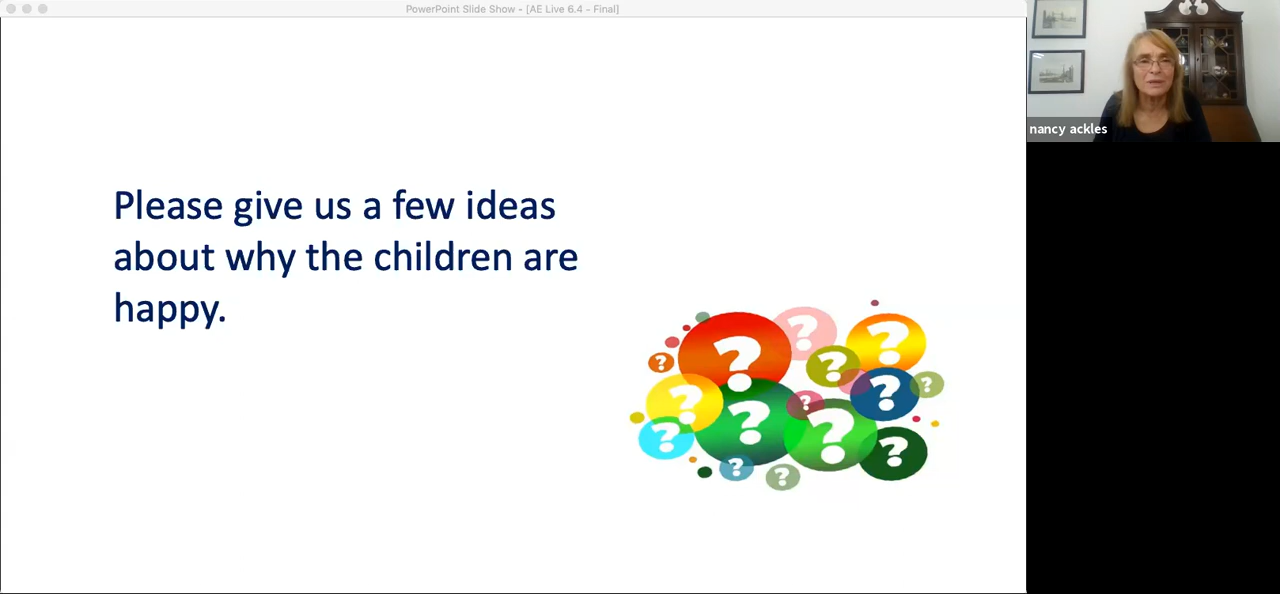 PowerPoint Slide Show - [AE Live 6.4 - Final]
Please give us a few ideas
about why the children are
happy.
nancy ackles
? ? ? ? ? ? ? ? ? ? ? ? ? ?